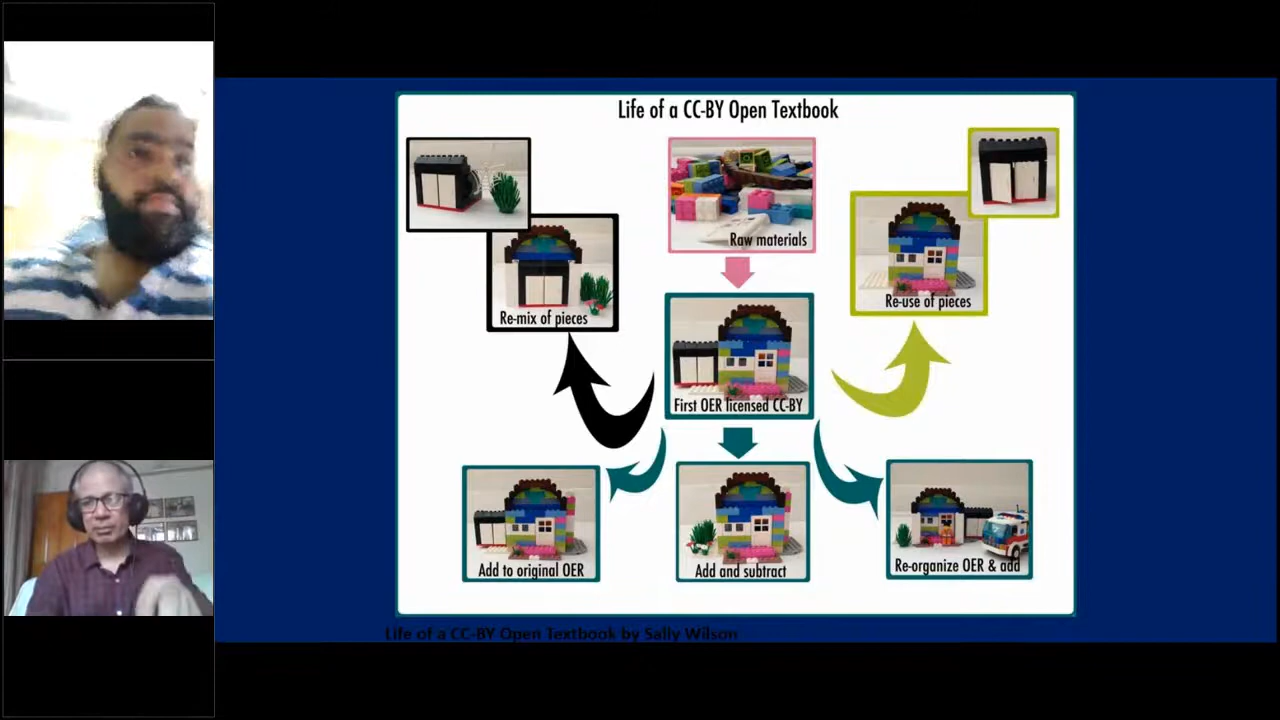 Life of a CC-BY Open Textbook
Raw materials
Re-mix of pieces
Re-use of pieces
First OER licensed CC-BY
Add to original OER
Add and subtract
Re-organize OER & add
Life of a CC-BY Open Textbook by Sally Wilson